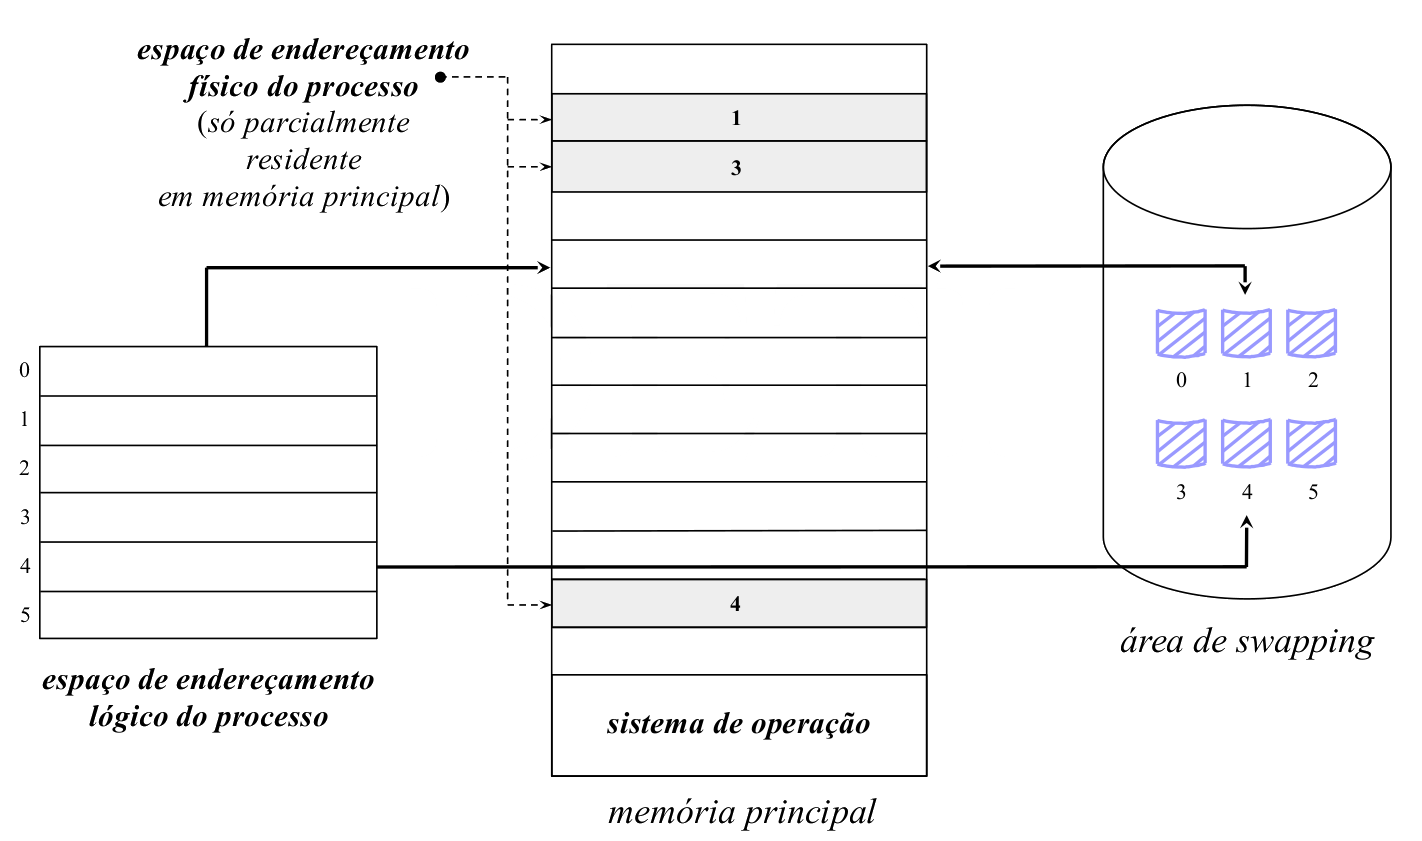 espaço de endereçamento
físico do processo
(só parcialmente
residente
em memória principal)
1
3
4
sistema de operação
memória principal
0
1
2
3
4
5
espaço de endereçamento
lógico do processo
0 1 2
3 4 5
área de swapping